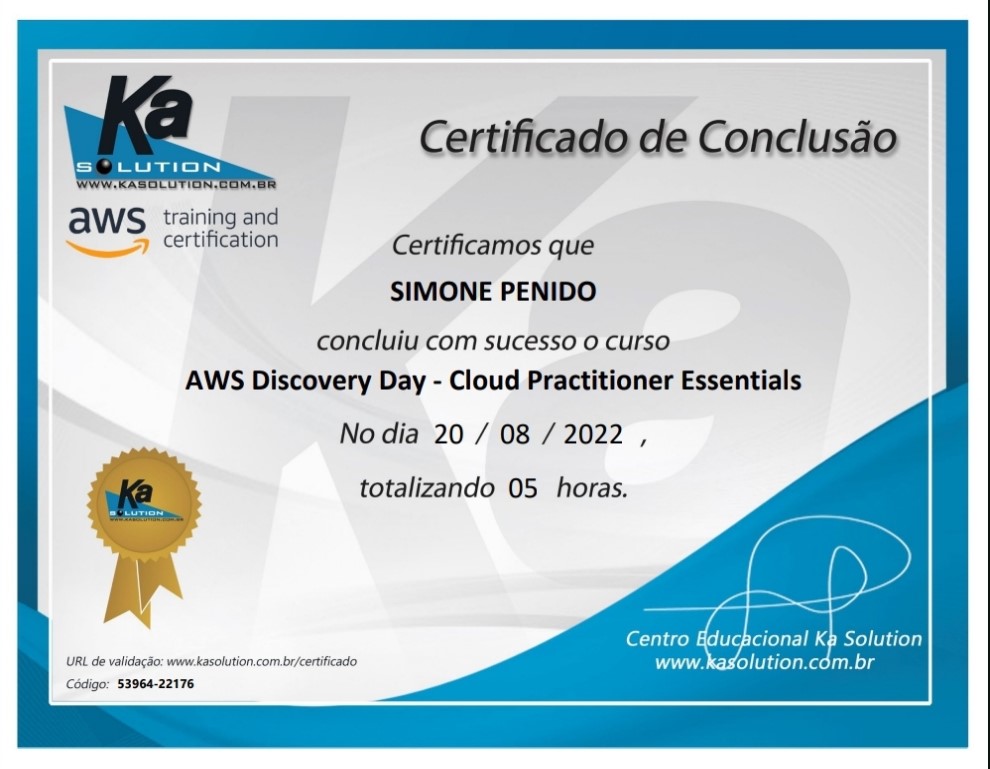 Ka
SOLUTION
WWW.KASOLUTION.COM.BR
aws training and
certification
Certificado de Conclusão
Certificamos que
SIMONE PENIDO
concluiu com sucesso o curso
AWS Discovery Day - Cloud Practitioner Essentials
No dia 20 / 08 / 2022 ,
totalizando 05 horas.
Ka
SOLUTION
WWW.KASOLUTION.COM.BR
Centro Educacional Ka Solution
www.kasolution.com.br
URL de validação: www.kasolution.com.br/certificado
Código: 53964-22176